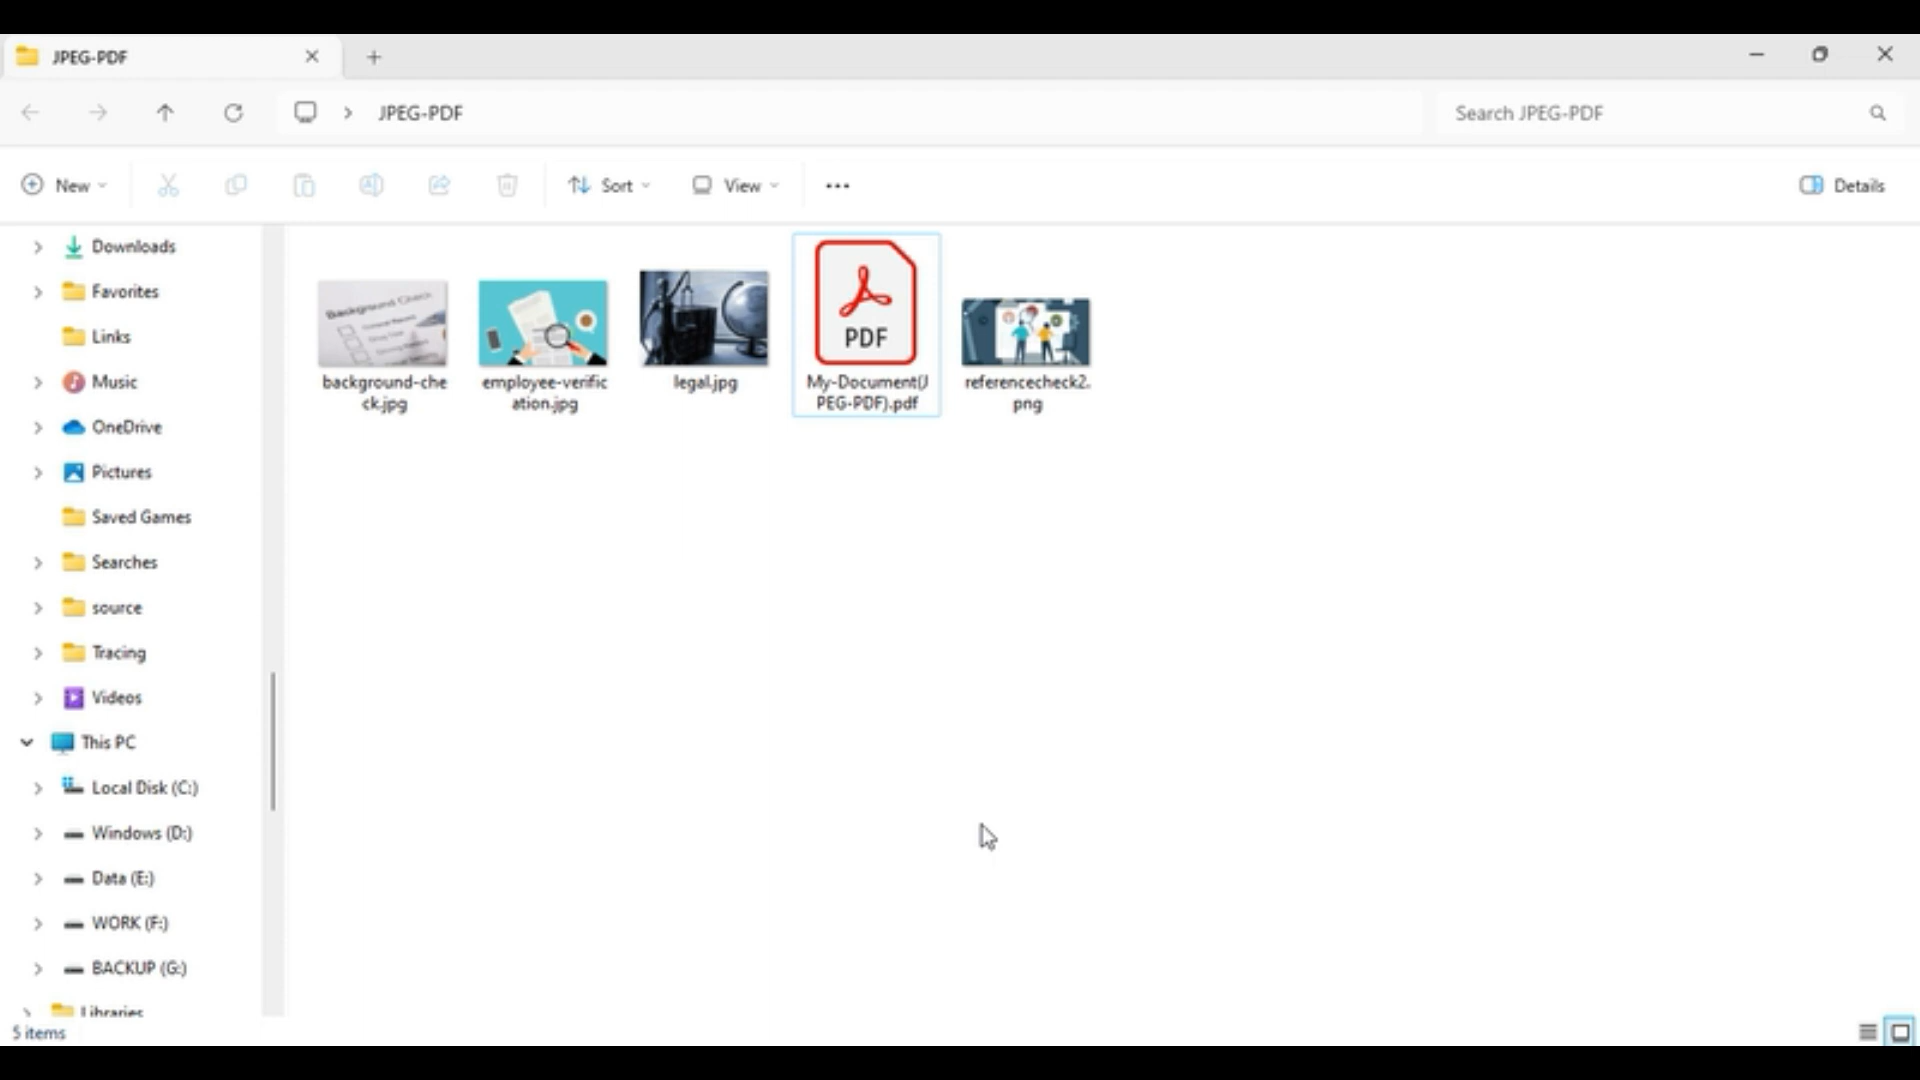 JPEG-PDF
JPEG-PDF
Search JPEG-PDF
New
Sort
View
Details
Downloads
Favorites
Links
Music
OneDrive
Pictures
Saved Games
Searches
source
Tracing
Videos
This PC
Local Disk (C:)
Windows (D:)
Data (E:)
WORK (F:)
BACKUP (G:)
Libraries
Background Check
background-che
ck.jpg
employee-verific
ation.jpg
legal.jpg
PDF
My-Document(J
PEG-PDF).pdf
referencecheck2.
png
5 items